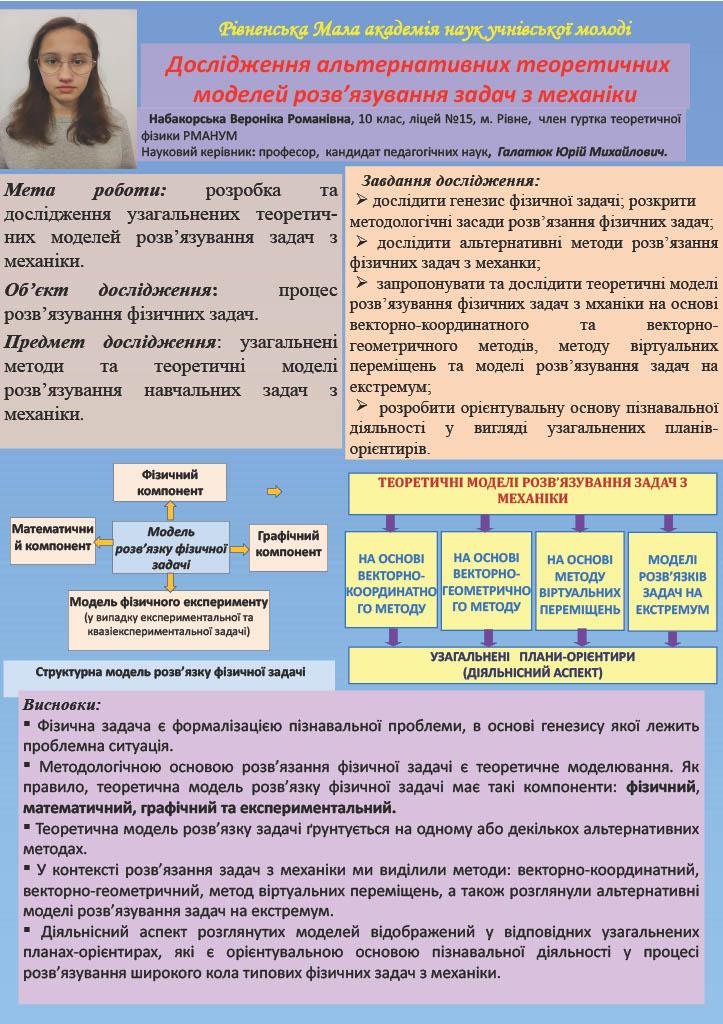 Рівненська Мала академія наук учнівської молоді
Дослідження альтернативних теоретичних
моделей розв’язування задач з механіки
Набакорська Вероніка Романівна, 10 клас, ліцей №15, м. Рівне, член гуртка теоретичної
фізики РМАНУМ
Науковий керівник: професор, кандидат педагогічних наук, Галатюк Юрій Михайлович.
Мета роботи: розробка та
дослідження узагальнених теоретич-
них моделей розв’язування задач з
механіки.
Об’єкт дослідження: процес
розв’язування фізичних задач.
Предмет дослідження: узагальнені
методи та теоретичні моделі
розв’язування навчальних задач з
механіки.
Завдання дослідження:
➢ дослідити генезис фізичної задачі; розкрити
методологічні засади розв’язання фізичних задач;
➢ дослідити альтернативні методи розв’язання
фізичних задач з механки;
➢ запропонувати та дослідити теоретичні моделі
розв’язування фізичних задач з мханіки на основі
векторно-координатного та векторно-
геометричного методів, методу віртуальних
переміщень та моделі розв’язування задач на
екстремум;
➢ розробити орієнтувальну основу пізнавальної
діяльності у вигляді узагальнених планів-
орієнтирів.
Фізичний
компонент
Математични
й компонент
Модель
розв’язку фізичної
задачі
Графічний
компонент
Модель фізичного експерименту
(у випадку експериментальної та
квазіекспериментальної задачі)
Структурна модель розв’язку фізичної задачі
ТЕОРЕТИЧНІ МОДЕЛІ РОЗВ’ЯЗУВАННЯ ЗАДАЧ З
МЕХАНІКИ
НА ОСНОВІ
ВЕКТОРНО-
КООРДИНАТНО
ГО МЕТОДУ
НА ОСНОВІ
ВЕКТОРНО-
ГЕОМЕТРИЧНО
ГО МЕТОДУ
НА ОСНОВІ
МЕТОДУ
ВІРТУАЛЬНИХ
ПЕРЕМІЩЕНЬ
МОДЕЛІ
РОЗВ’ЯЗКІВ
ЗАДАЧ НА
ЕКСТРЕМУМ
УЗАГАЛЬНЕНІ ПЛАНИ-ОРІЄНТИРИ
(ДІЯЛЬНІСНИЙ АСПЕКТ)
Висновки:
▪ Фізична задача є формалізацією пізнавальної проблеми, в основі генезису якої лежить
проблемна ситуація.
▪ Методологічною основою розв’язання фізичної задачі є теоретичне моделювання. Як
правило, теоретична модель розв’язку фізичної задачі має такі компоненти: фізичний,
математичний, графічний та експериментальний.
▪ Теоретична модель розв’язку задачі ґрунтується на одному або декількох альтернативних
методах.
▪ У контексті розв’язання задач з механіки ми виділили методи: векторно-координатний,
векторно-геометричний, метод віртуальних переміщень, а також розглянули альтернативні
моделі розв’язування задач на екстремум.
▪ Діяльнісний аспект розглянутих моделей відображений у відповідних узагальнених
планах-орієнтирах, які є орієнтувальною основою пізнавальної діяльності у процесі
розв’язування широкого кола типових фізичних задач з механіки.